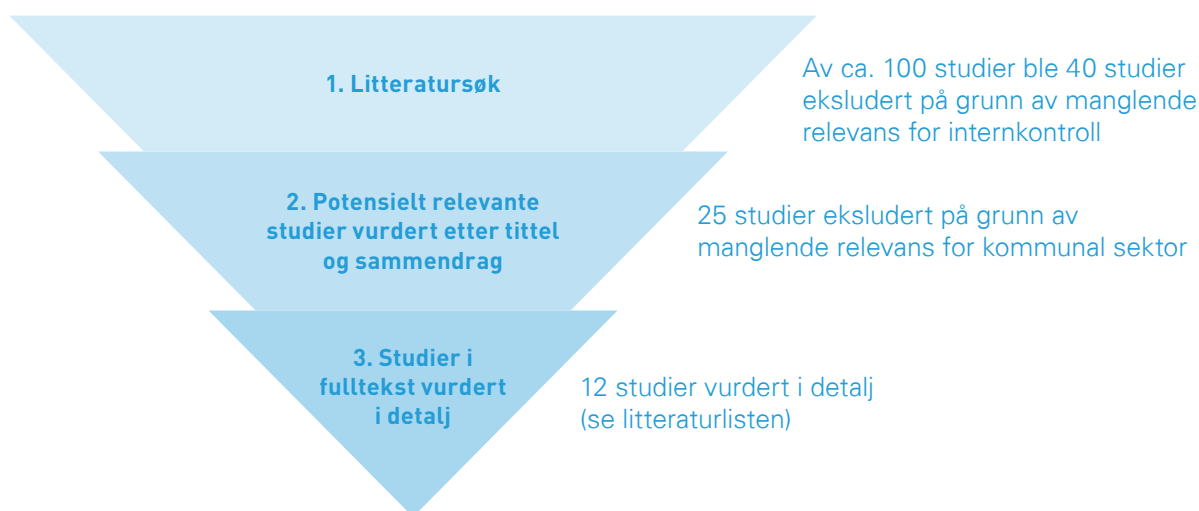 1. Litteratursøk
Av ca. 100 studier ble 40 studier
eksludert på grunn av manglende
relevans for internkontroll
2. Potensielt relevante
studier vurdert etter tittel
og sammendrag
25 studier eksludert på grunn av
manglende relevans for kommunal sektor
3. Studier i
fulltekst vurdert
i detalj
12 studier vurdert i detalj
(se litteraturlisten)